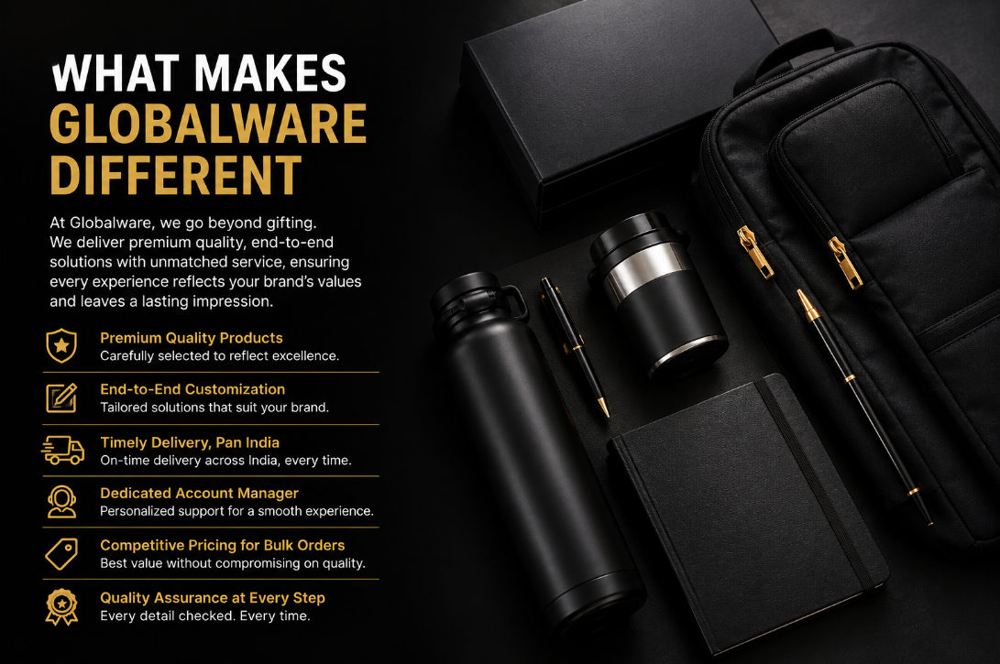 WHAT MAKES
GLOBALWARE
DIFFERENT
At Globalware, we go beyond gifting.
We deliver premium quality, end-to-end
solutions with unmatched service, ensuring
every experience reflects your brand's values
and leaves a lasting impression.
Premium Quality Products
Carefully selected to reflect excellence.
End-to-End Customization
Tailored solutions that suit your brand.
Timely Delivery, Pan India
On-time delivery across India, every time.
Dedicated Account Manager
Personalized support for a smooth experience.
Competitive Pricing for Bulk Orders
Best value without compromising on quality.
Quality Assurance at Every Step
Every detail checked. Every time.